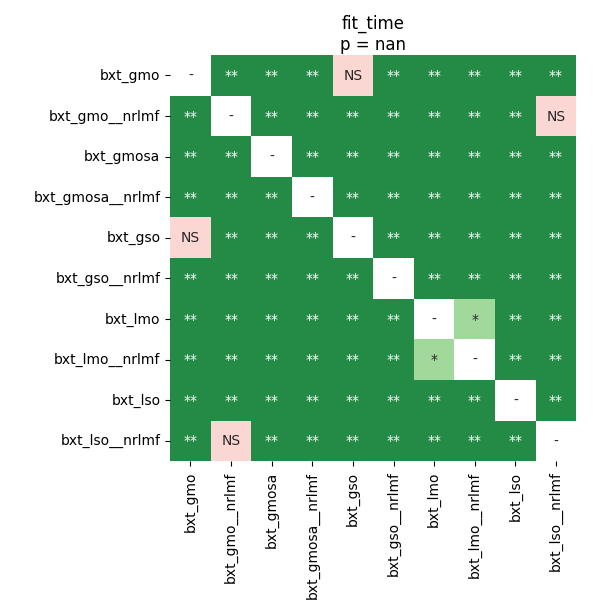 fit_time
p = nan
bxt_gmo - ** ** ** NS ** ** ** ** **
bxt_gmo__nrlmf ** - ** ** ** ** ** ** ** NS
bxt_gmosa ** ** - ** ** ** ** ** ** **
bxt_gmosa__nrlmf ** ** ** - ** ** ** ** ** **
bxt_gso NS ** ** ** - ** ** ** ** **
bxt_gso__nrlmf ** ** ** ** ** - ** ** ** **
bxt_lmo ** ** ** ** ** ** - * ** **
bxt_lmo__nrlmf ** ** ** ** ** ** * - ** **
bxt_lso ** ** ** ** ** ** ** ** - **
bxt_lso__nrlmf ** NS ** ** ** ** ** ** ** -
bxt_gmo
bxt_gmo__nrlmf
bxt_gmosa
bxt_gmosa__nrlmf
bxt_gso
bxt_gso__nrlmf
bxt_lmo
bxt_lmo__nrlmf
bxt_lso
bxt_lso__nrlmf